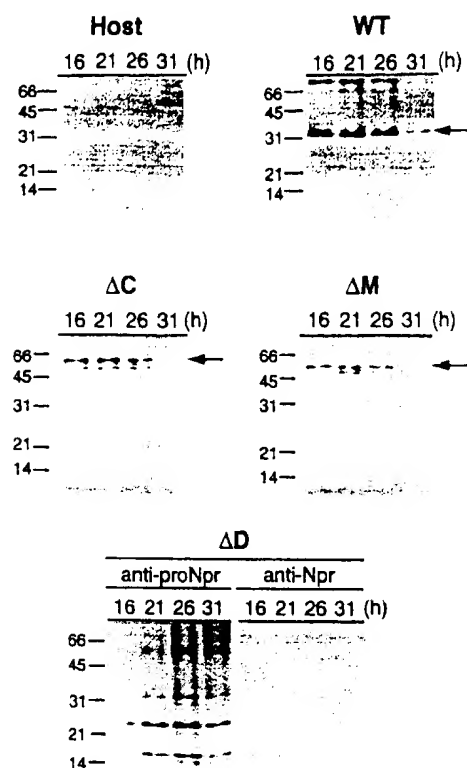 Host WT
16 21 26 31 (h) 16 21 26 31 (h)
66 66
45 45
31 31
21 21
14 14
ΔC ΔM
16 21 26 31 (h) 16 21 26 31 (h)
66 66
45 45
31 31
21 21
14 14
ΔD
anti-proNpr anti-Npr
16 21 26 31 16 21 26 31 (h)
66
45
31
21
14